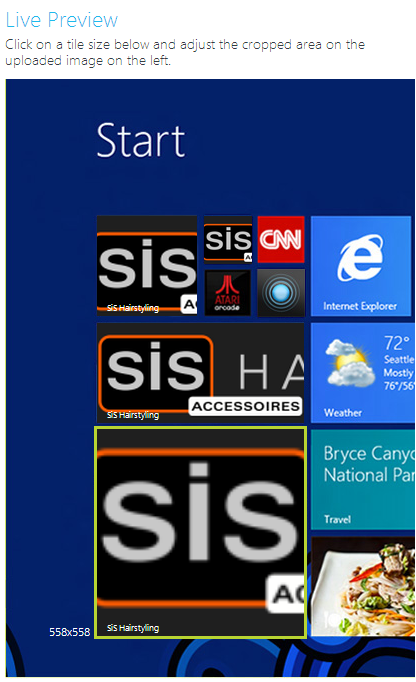 Live Preview
Click on a tile size below and adjust the cropped area on the
uploaded image on the left.
Start
sis
A
SiS Hairstyling
sis
A
CNN
ATARI
arcade
Internet Explorer
sis
HA
ACCESSOIRES
SiS Hairstyling
72°
Seattle
Mostly
76°/56°
Weather
sis
AC
SiS Hairstyling
Bryce Canyo
National Par
Travel
558x558